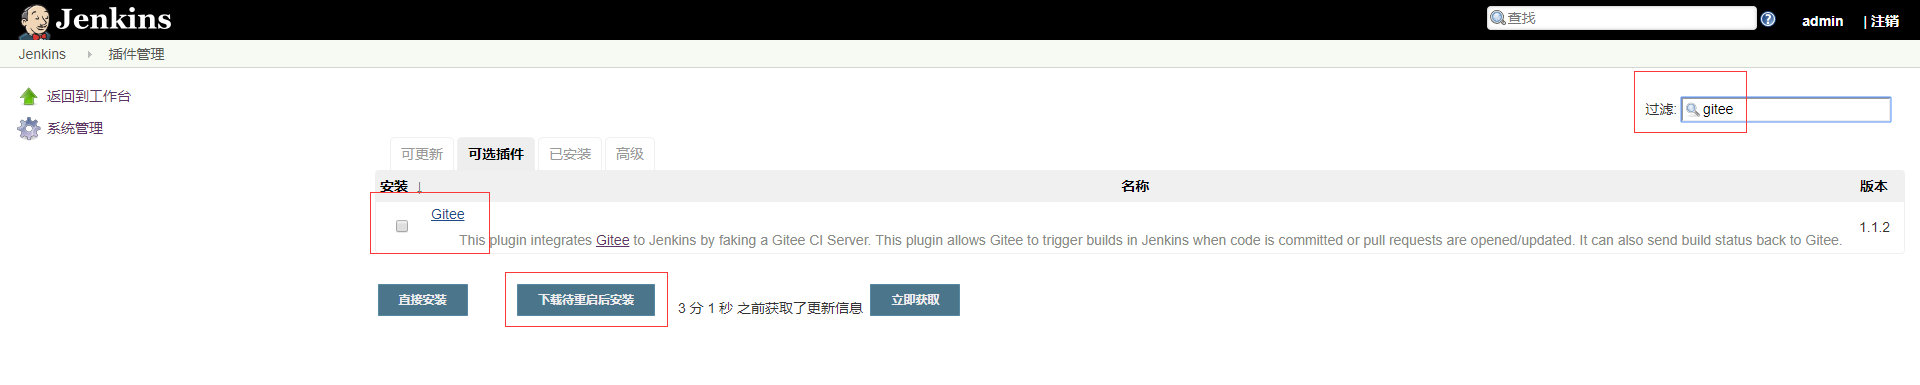 Jenkins
查找
admin
| 注销
Jenkins
插件管理
返回到工作台
系统管理
过滤:
gitee
可更新
可选插件
已安装
高级
安装 ↓
名称
版本
Gitee
This plugin integrates Gitee to Jenkins by faking a Gitee CI Server. This plugin allows Gitee to trigger builds in Jenkins when code is committed or pull requests are opened/updated. It can also send build status back to Gitee.
1.1.2
直接安装
下载待重启后安装
3 分 1 秒 之前获取了更新信息
立即获取